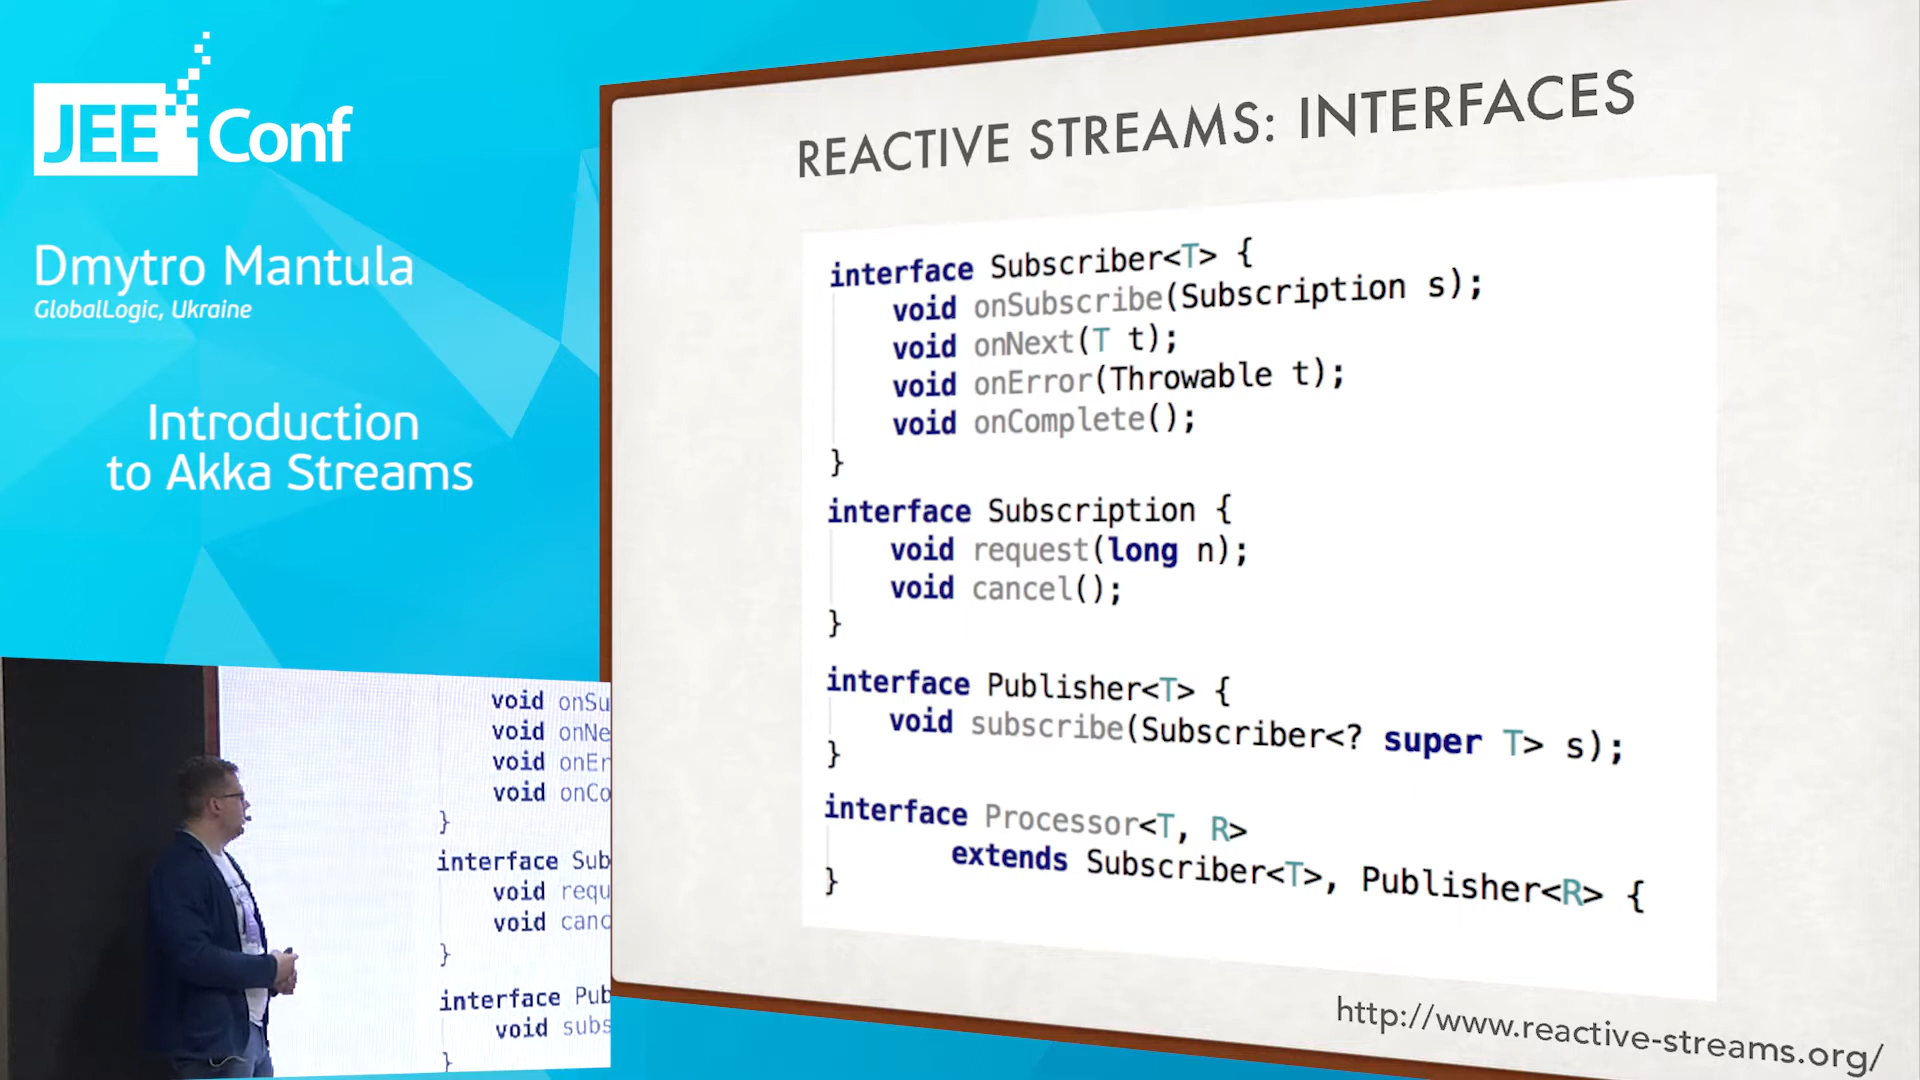 JEE Conf
Dmytro Mantula
GlobalLogic, Ukraine
Introduction
to Akka Streams
REACTIVE STREAMS: INTERFACES
interface Subscriber<T> {
void onSubscribe(Subscription s);
void onNext(T t);
void onError(Throwable t);
void onComplete();
}
interface Subscription {
void request(long n);
void cancel();
}
interface Publisher<T> {
void subscribe(Subscriber<? super T> s);
}
interface Processor<T, R>
extends Subscriber<T>, Publisher<R> {
}
http://www.reactive-streams.org/
void onSu
void onNe
void onEr
void onCo
}
interface Sub
void requ
void canc
}
interface Pub
void subs
}